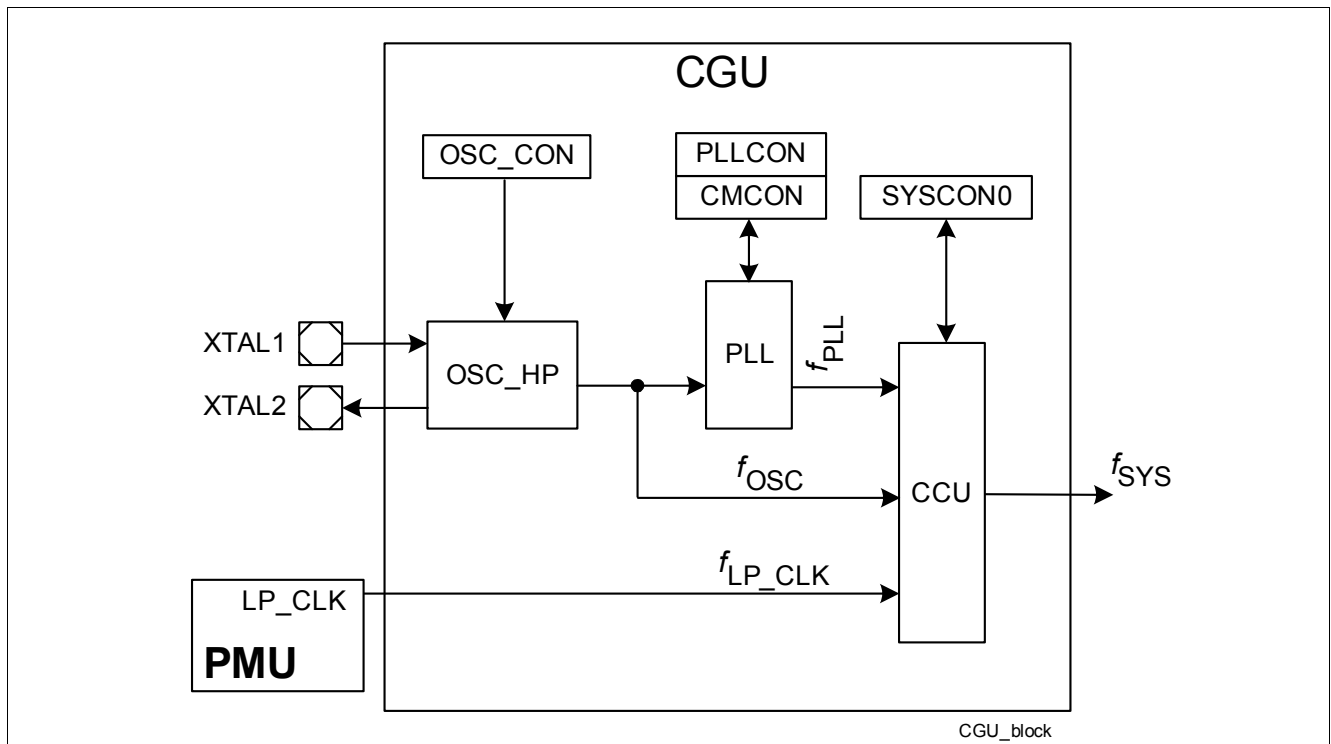 CGU
OSC_CON
PLLCON
CMCON
SYSCON0
XTAL1
XTAL2
OSC_HP
PLL
fPLL
fOSC
CCU
fSYS
fLP_CLK
LP_CLK
PMU
CGU_block